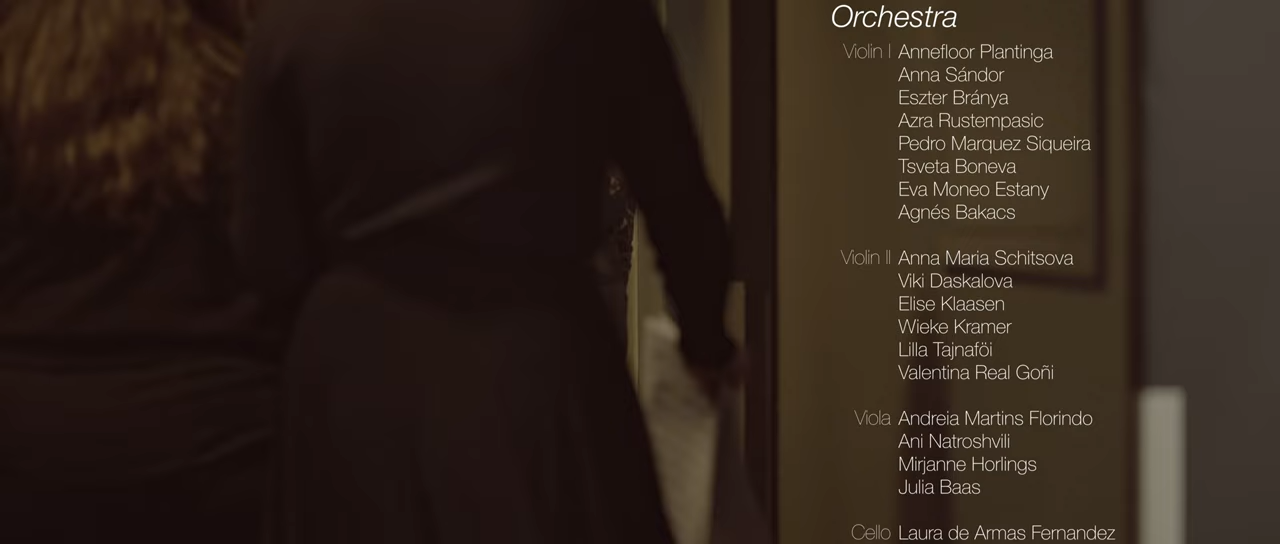 Orchestra
Violin I Annefloor Plantinga
Anna Sándor
Eszter Bránya
Azra Rustempasic
Pedro Marquez Siqueira
Tsveta Boneva
Eva Moneo Estany
Agnés Bakacs
Violin II Anna Maria Schitsova
Viki Daskalova
Elise Klaasen
Wieke Kramer
Lilla Tajnaföi
Valentina Real Goñi
Viola Andreia Martins Florindo
Ani Natroshvili
Mirjanne Horlings
Julia Baas
Cello Laura de Armas Fernandez